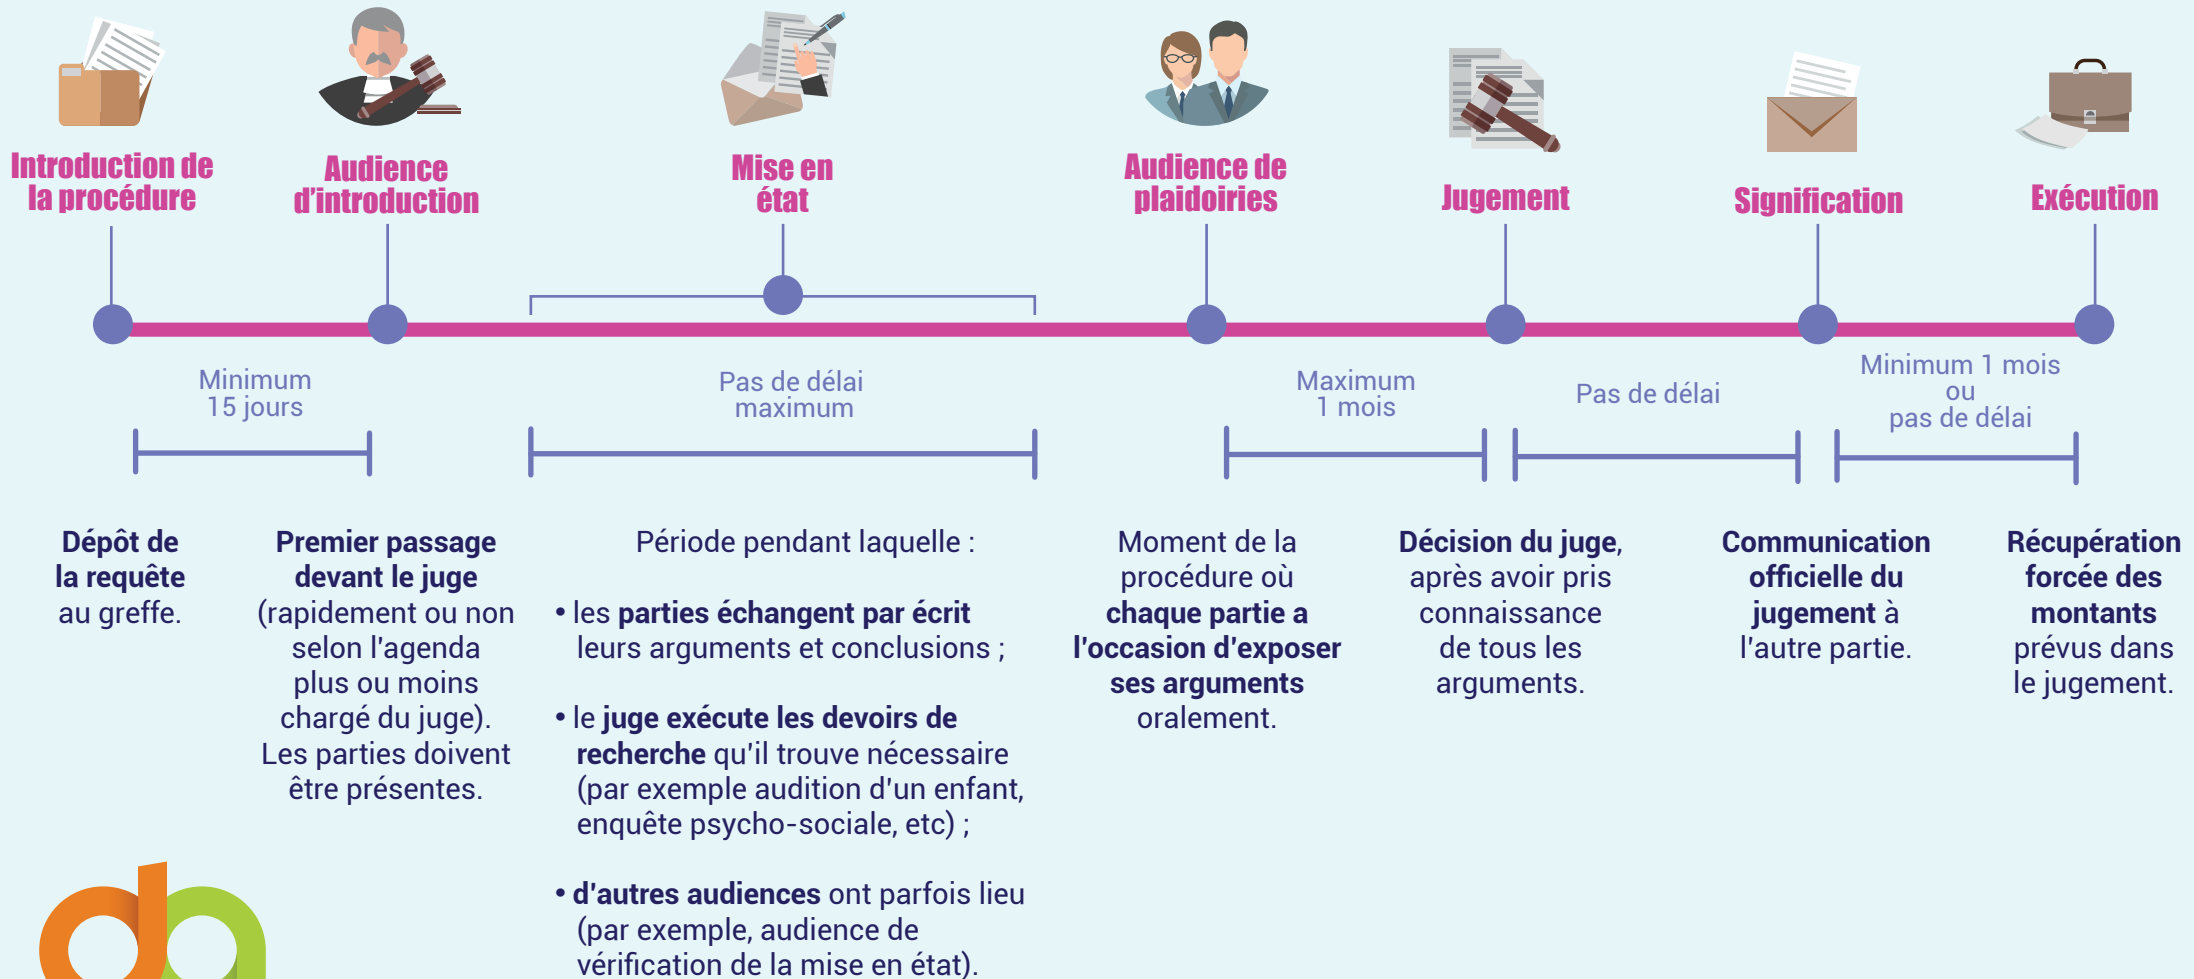 Introduction de
la procédure
Audience
d'introduction
Mise en
état
Audience de
plaidoiries
Jugement
Signification
Exécution
Minimum
15 jours
Pas de délai
maximum
Maximum
1 mois
Pas de délai
Minimum 1 mois
ou
pas de délai
Dépôt de
la requête
au greffe.
Premier passage
devant le juge
(rapidement ou non
selon l'agenda
plus ou moins
chargé du juge).
Les parties doivent
être présentes.
Période pendant laquelle :
• les parties échangent par écrit
leurs arguments et conclusions ;
• le juge exécute les devoirs de
recherche qu'il trouve nécessaire
(par exemple audition d'un enfant,
enquête psycho-sociale, etc) ;
• d'autres audiences ont parfois lieu
(par exemple, audience de
vérification de la mise en état).
Moment de la
procédure où
chaque partie a
l'occasion d'exposer
ses arguments
oralement.
Décision du juge,
après avoir pris
connaissance
de tous les
arguments.
Communication
officielle du
jugement à
l'autre partie.
Récupération
forcée des
montants
prévus dans
le jugement.
da